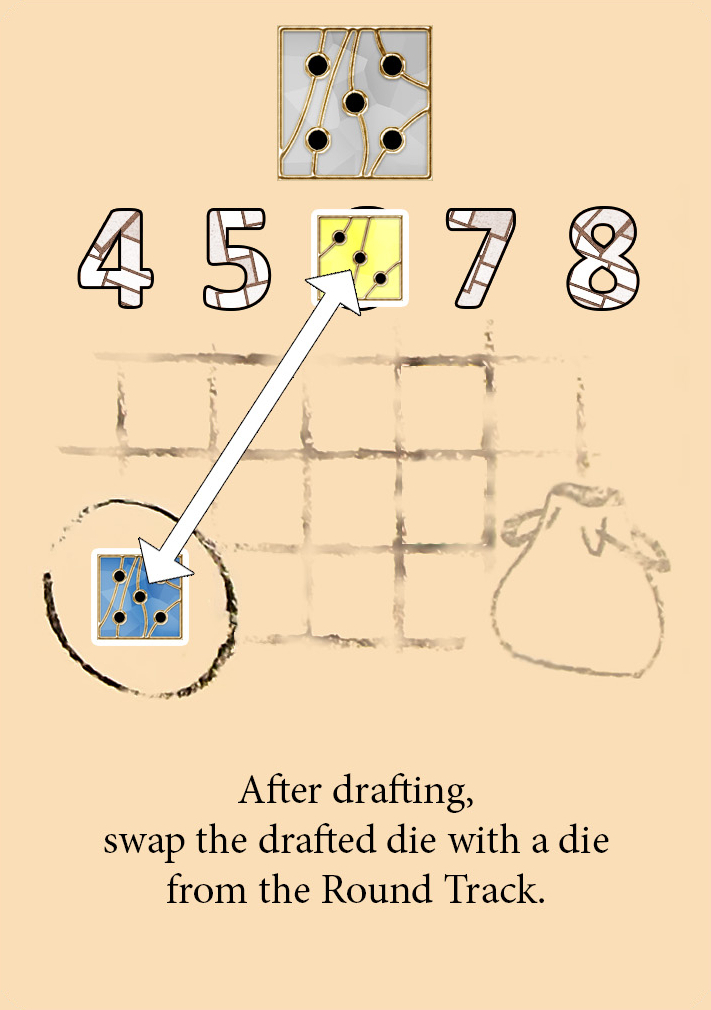 4 5 7 8
After drafting,
swap the drafted die with a die
from the Round Track.